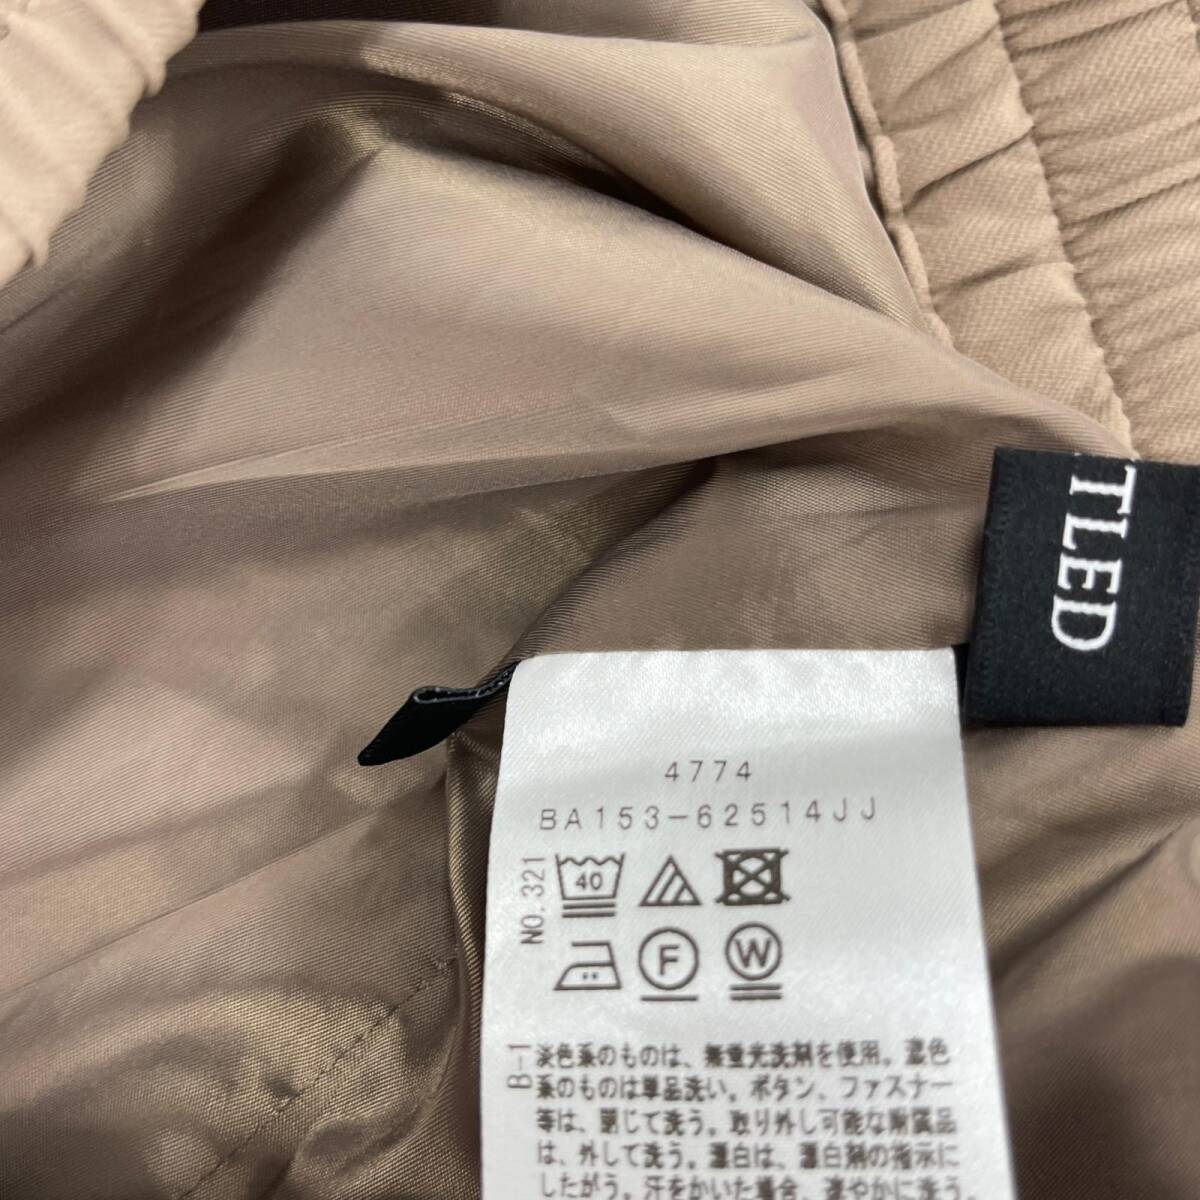 TLED
4774
BA153-62514JJ
NO.321
40
F
W
B-1
淡色系のものは、無蛍光洗剤を使用。濃色
系のものは単品洗い。ボタン、ファスナー
等は、閉じて洗う。取り外し可能な附属品
は、外して洗う。漂白は、漂白剤の指示に
したがう。汗をかいた場合、速やかに洗う。